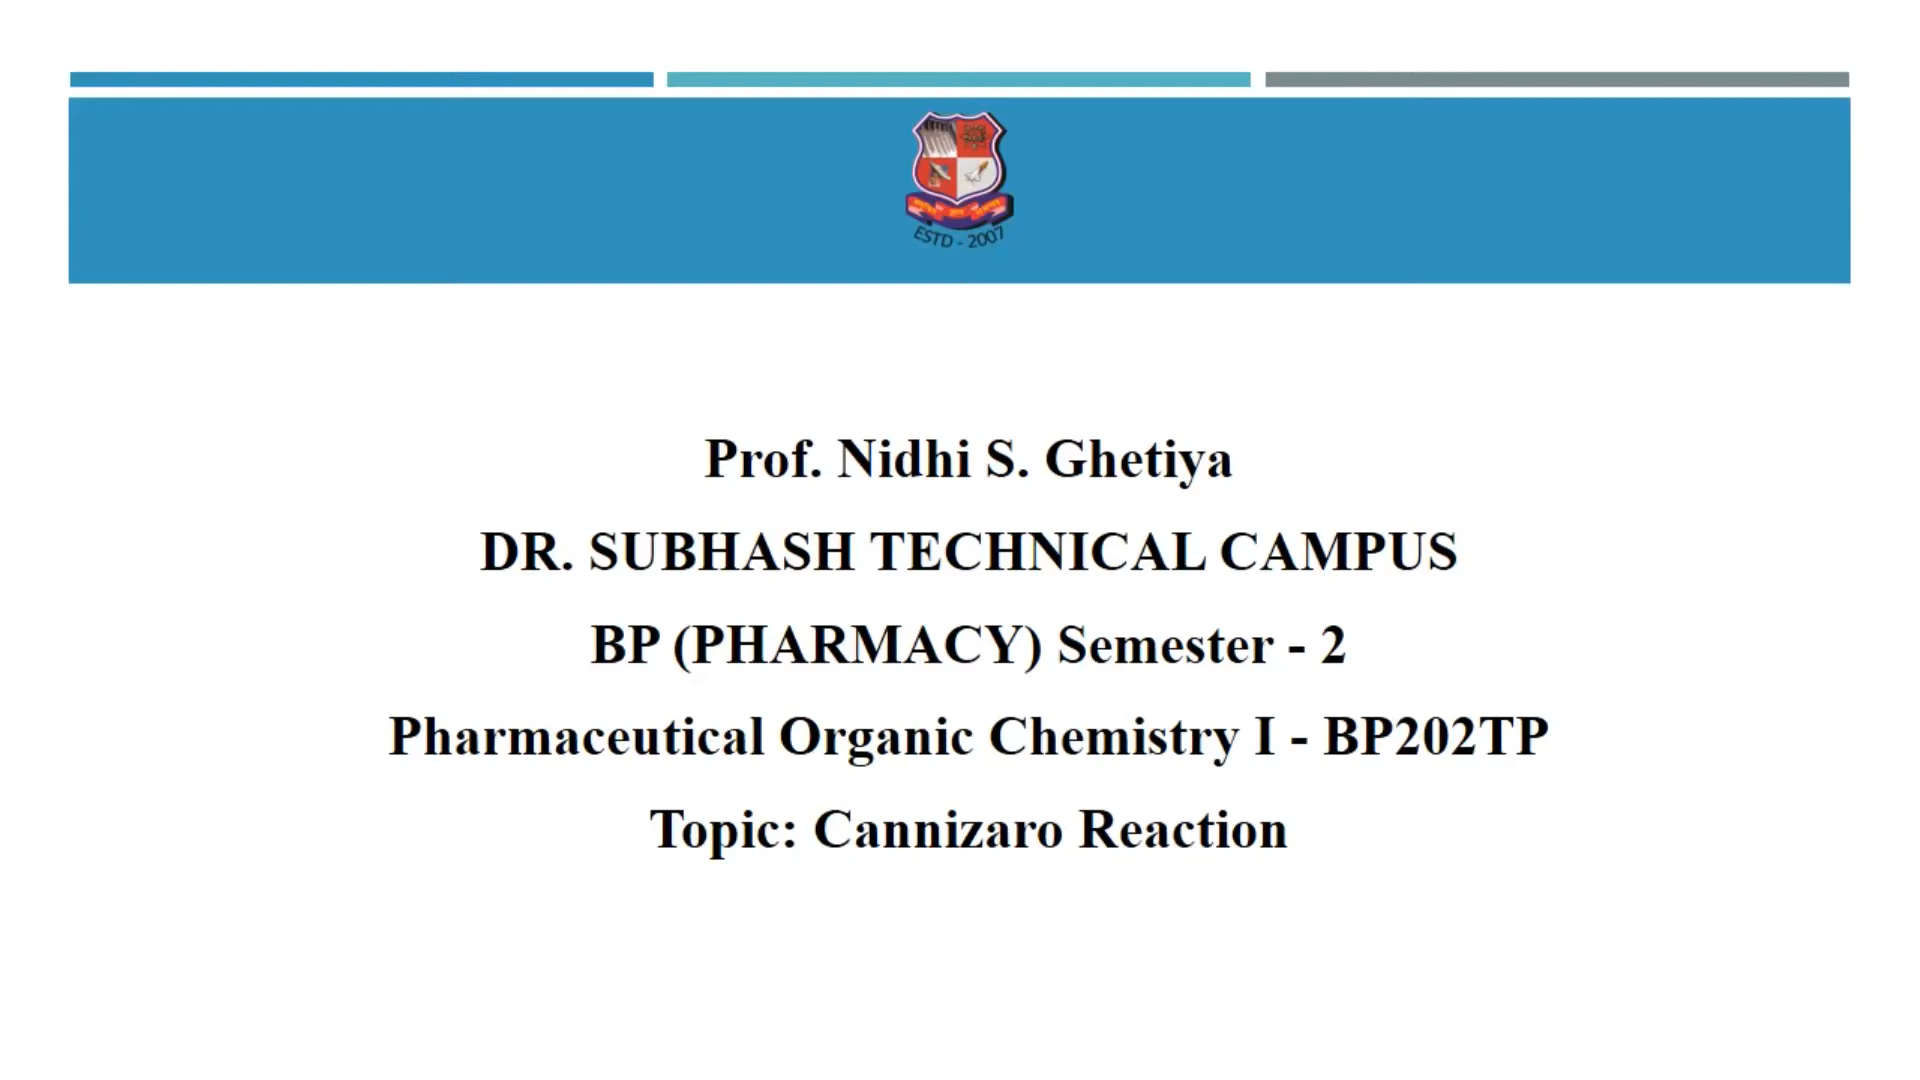 ESTD - 2007
Prof. Nidhi S. Ghetiya
DR. SUBHASH TECHNICAL CAMPUS
BP (PHARMACY) Semester - 2
Pharmaceutical Organic Chemistry I - BP202TP
Topic: Cannizaro Reaction